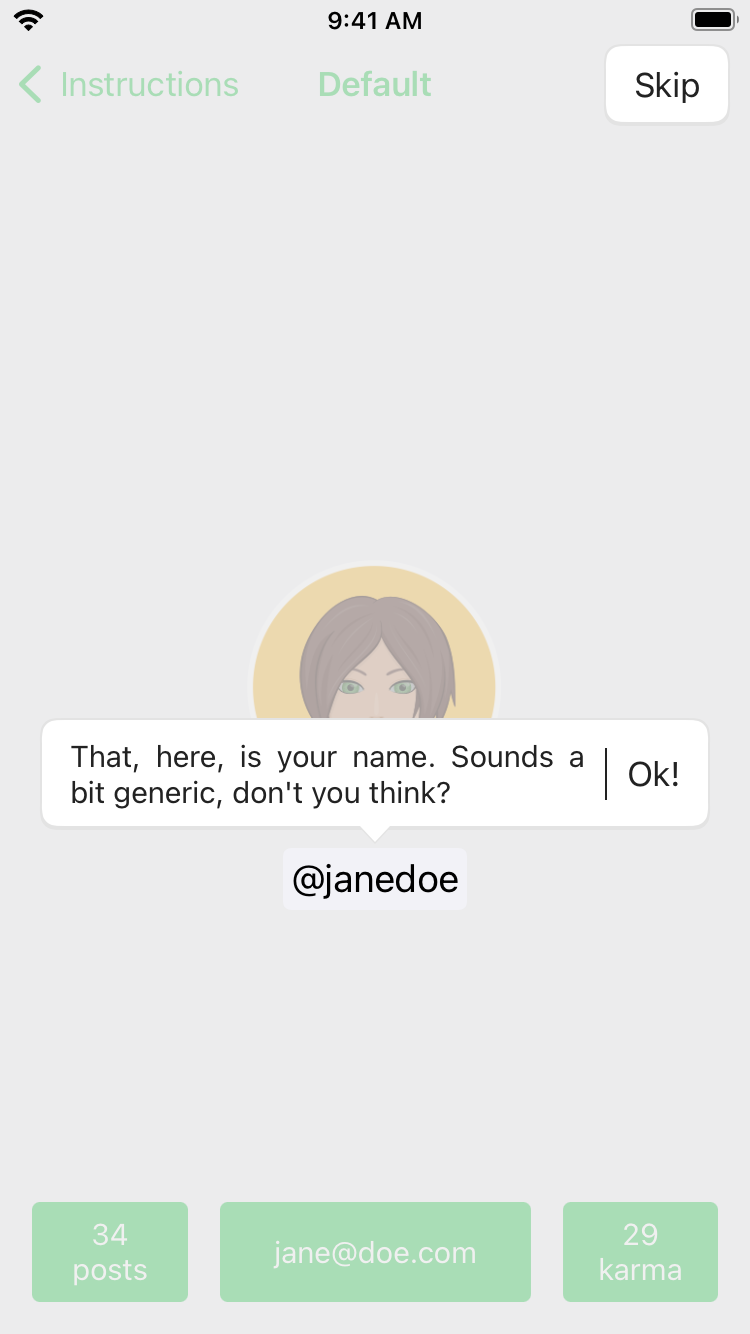 9:41 AM
Instructions
Default
Skip
That, here, is your name. Sounds a
bit generic, don't you think?
Ok!
@janedoe
34
posts
jane@doe.com
29
karma